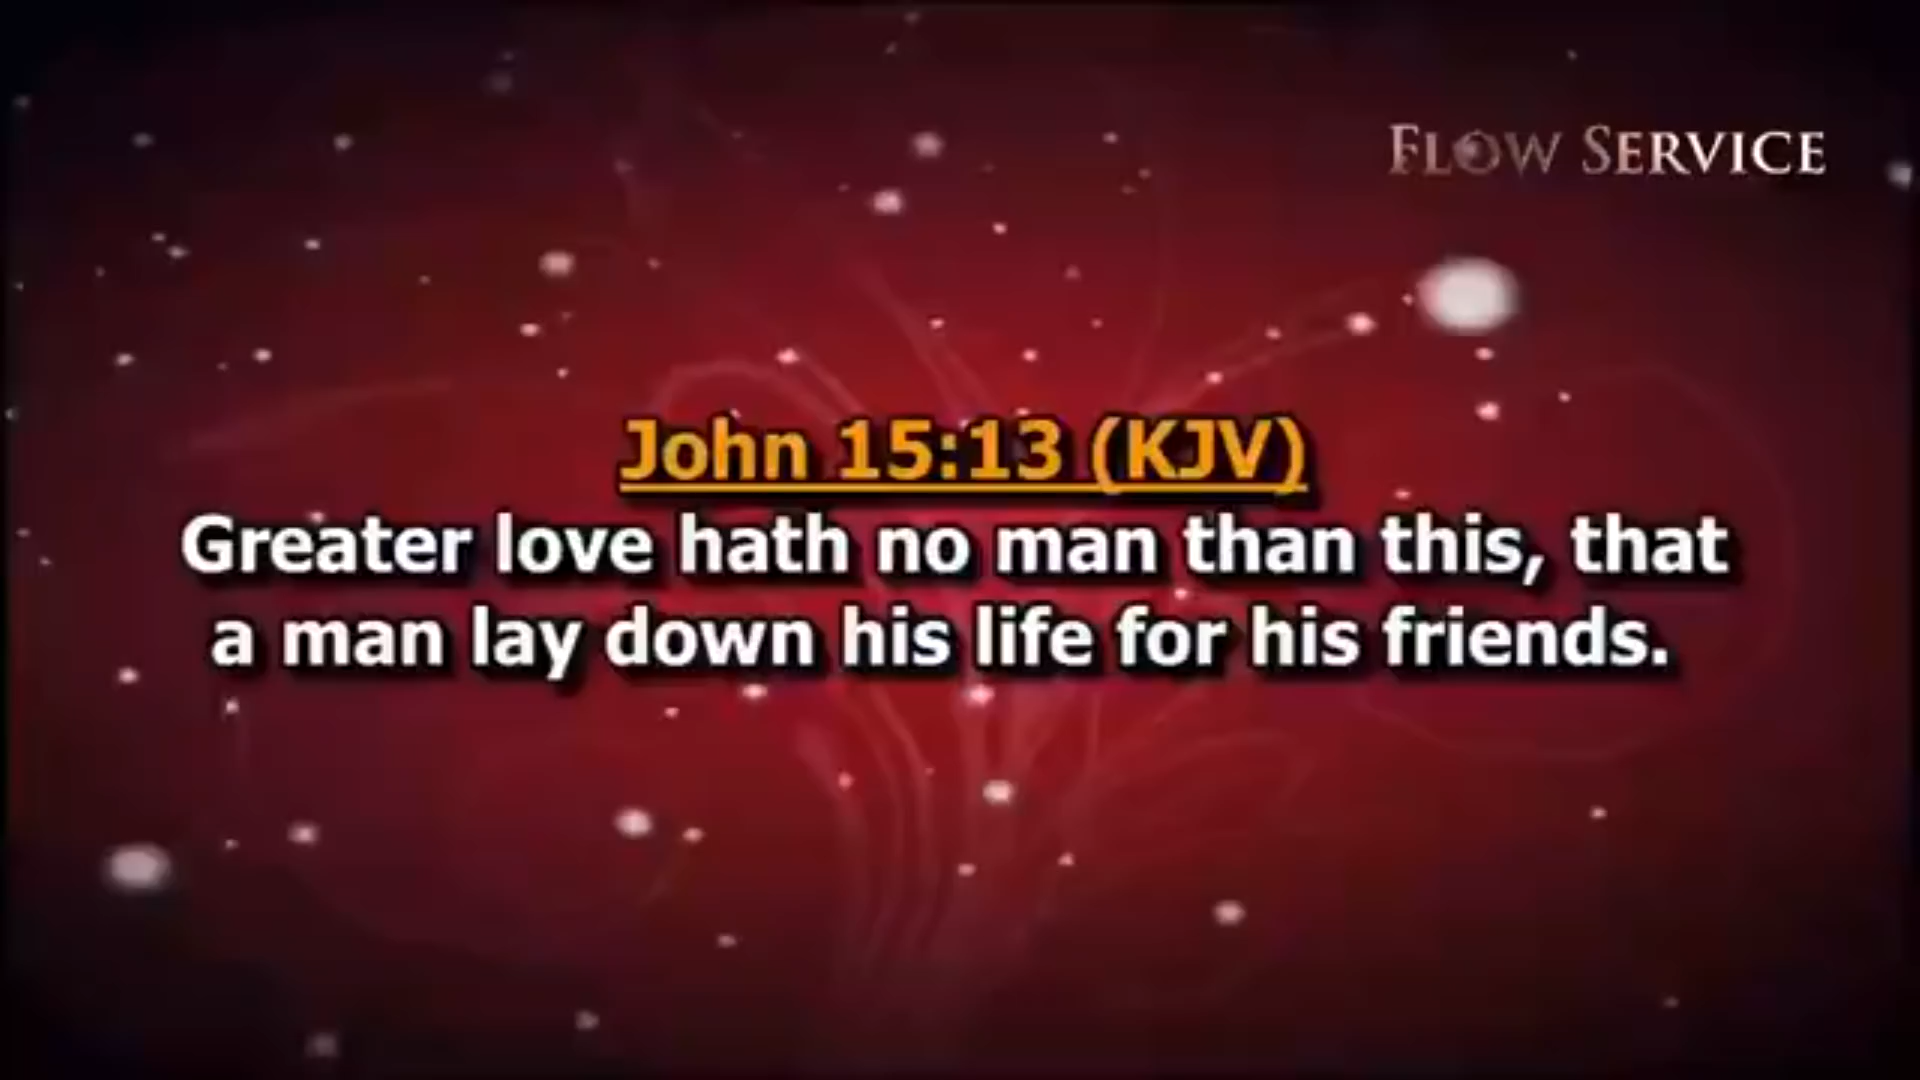 FLOW SERVICE
John 15:13 (KJV)
Greater love hath no man than this, that
a man lay down his life for his friends.